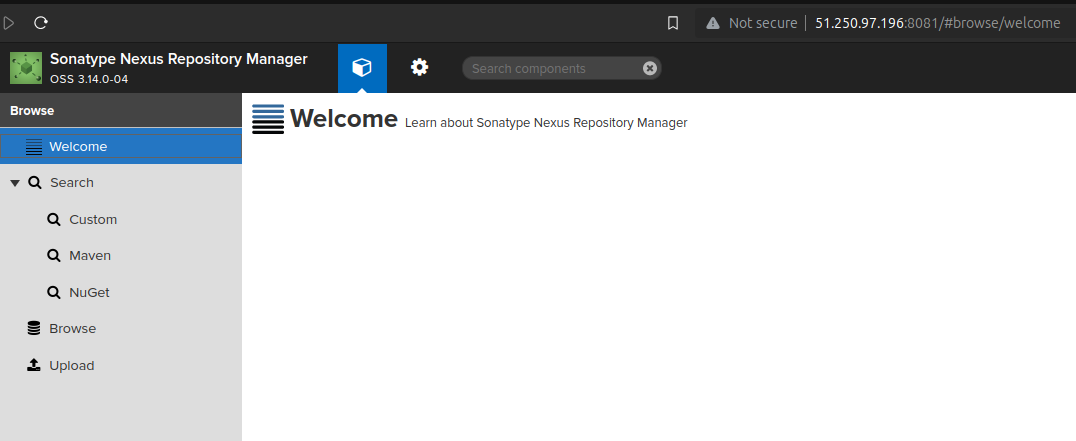 Not secure 51.250.97.196:8081/#browse/welcome
Sonatype Nexus Repository Manager
OSS 3.14.0-04
Search components
Browse
Welcome
Search
Custom
Maven
NuGet
Browse
Upload
Welcome Learn about Sonatype Nexus Repository Manager